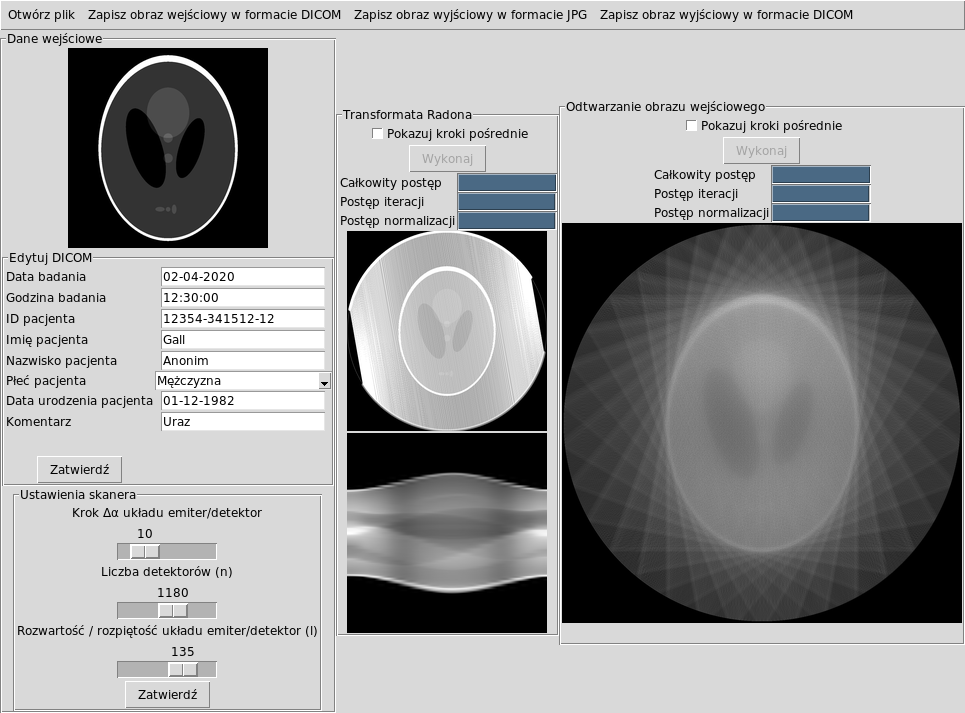 Otwórz plik Zapisz obraz wejściowy w formacie DICOM Zapisz obraz wyjściowy w formacie JPG Zapisz obraz wyjściowy w formacie DICOM
Dane wejściowe
Edytuj DICOM
Data badania 02-04-2020
Godzina badania 12:30:00
ID pacjenta 12354-341512-12
Imię pacjenta Gall
Nazwisko pacjenta Anonim
Płeć pacjenta Mężczyzna
Data urodzenia pacjenta 01-12-1982
Komentarz Uraz
Zatwierdź
Ustawienia skanera
Krok Δα układu emiter/detektor
10
Liczba detektorów (n)
1180
Rozwartość / rozpiętość układu emiter/detektor (l)
135
Zatwierdź
Transformata Radona
Pokazuj kroki pośrednie
Wykonaj
Całkowity postęp
Postęp iteracji
Postęp normalizacji
Odtwarzanie obrazu wejściowego
Pokazuj kroki pośrednie
Wykonaj
Całkowity postęp
Postęp iteracji
Postęp normalizacji